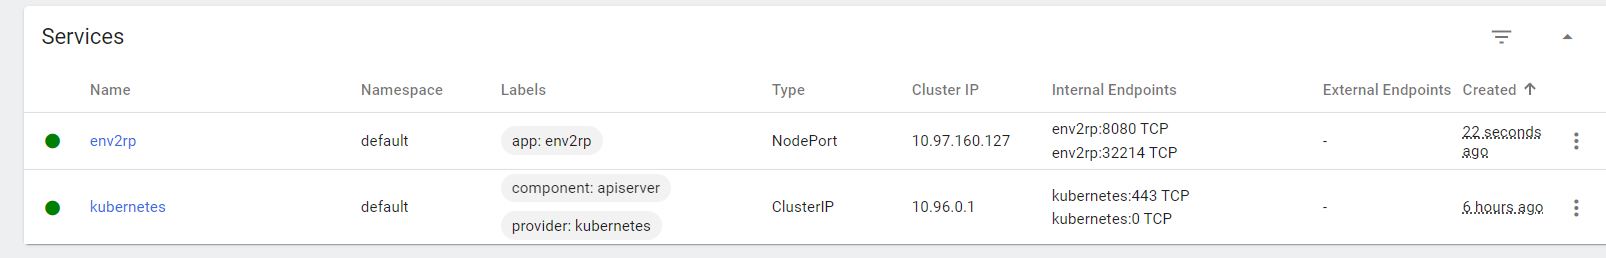 Services
Name Namespace Labels Type Cluster IP Internal Endpoints External Endpoints Created
env2rp default app: env2rp NodePort 10.97.160.127 env2rp:8080 TCP - 22 seconds
env2rp:32214 TCP ago
component: apiserver
kubernetes default ClusterIP 10.96.0.1 kubernetes:443 TCP - 6 hours ago
kubernetes:0 TCP
provider: kubernetes